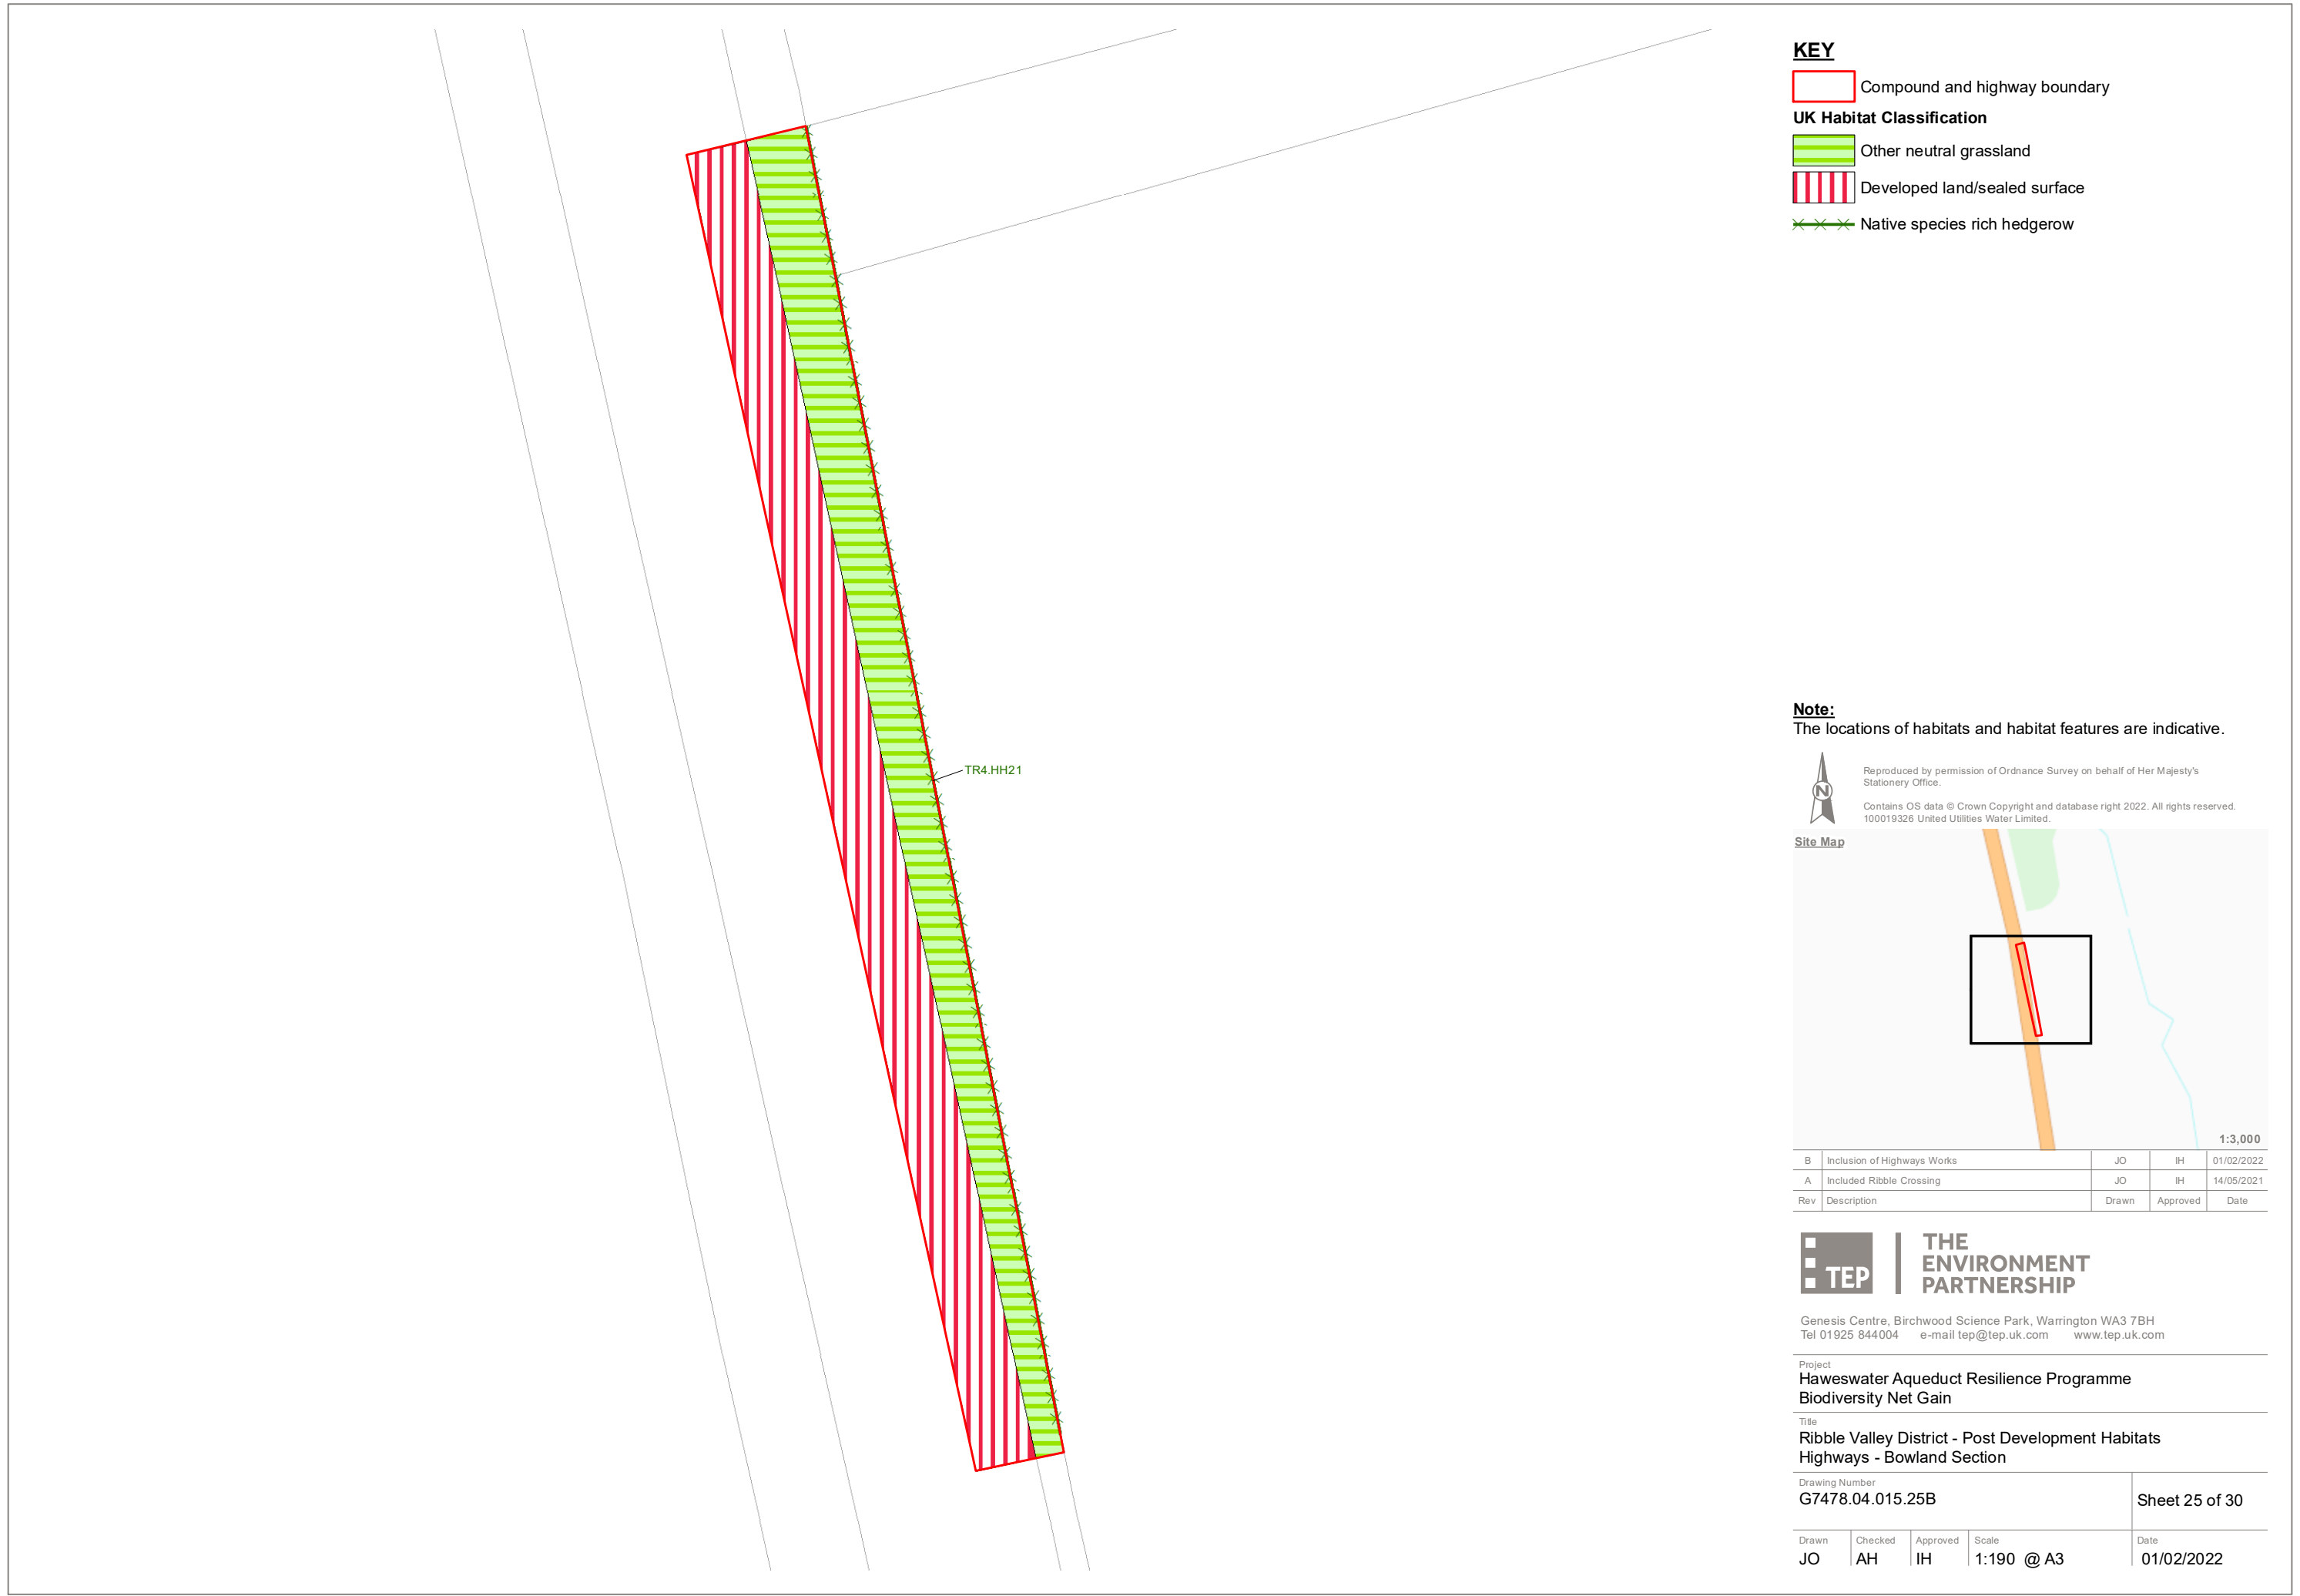 KEY
Compound and highway boundary
UK Habitat Classification
Other neutral grassland
Developed land/sealed surface
Native species rich hedgerow
TR4.HH21
Note:
The locations of habitats and habitat features are indicative.
N
Reproduced by permission of Ordnance Survey on behalf of Her Majesty's
Stationery Office.
Contains OS data © Crown Copyright and database right 2022. All rights reserved.
100019326 United Utilities Water Limited.
Site Map
1:3,000
B Inclusion of Highways Works JO IH 01/02/2022
A Included Ribble Crossing JO IH 14/05/2021
Rev Description Drawn Approved Date
TEP
THE
ENVIRONMENT
PARTNERSHIP
Genesis Centre, Birchwood Science Park, Warrington WA3 7BH
Tel 01925 844004 e-mail tep@tep.uk.com www.tep.uk.com
Project
Haweswater Aqueduct Resilience Programme
Biodiversity Net Gain
Title
Ribble Valley District - Post Development Habitats
Highways - Bowland Section
Drawing Number
G7478.04.015.25B
Sheet 25 of 30
Drawn Checked Approved Scale Date
JO AH IH 1:190 @ A3 01/02/2022